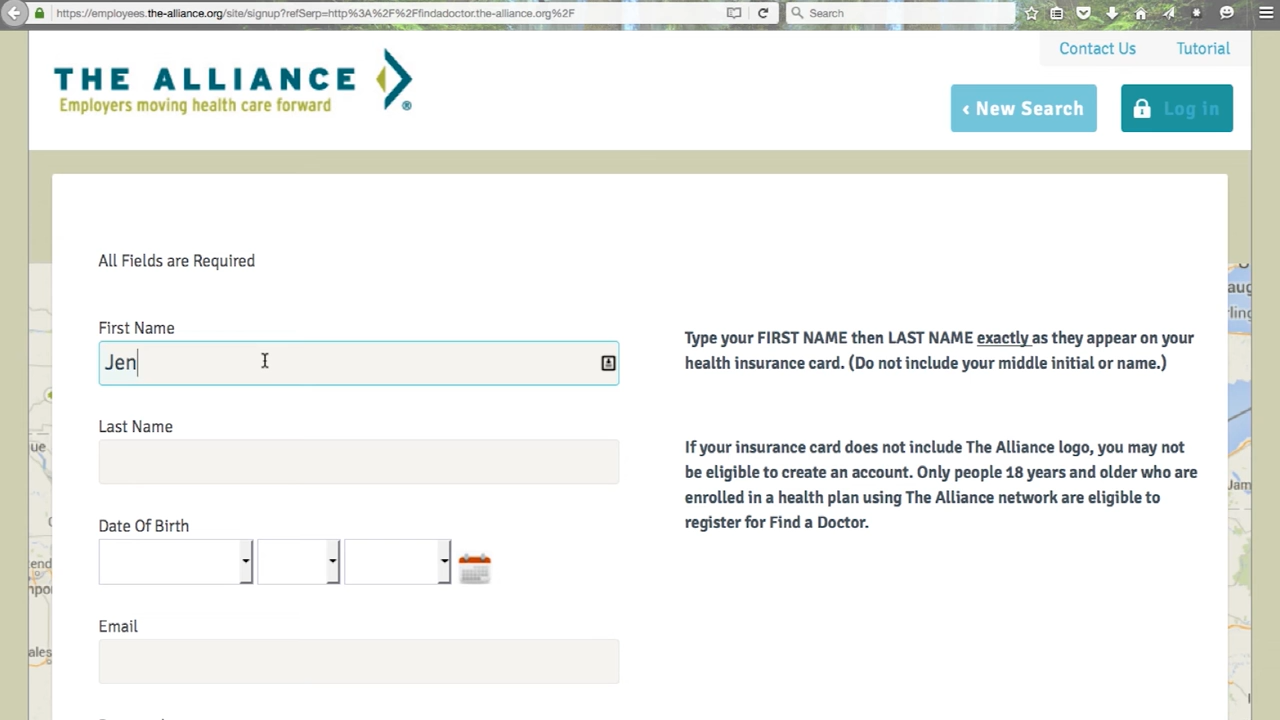 https://employees.the-alliance.org/site/signup?refSerp=http%3A%2F%2Ffindadoctor.the-alliance.org%2F
Search
Contact Us
Tutorial
THE ALLIANCE
Employers moving health care forward
®
‹ New Search
Log in
All Fields are Required
First Name
Jen
Type your FIRST NAME then LAST NAME exactly as they appear on your
health insurance card. (Do not include your middle initial or name.)
Last Name
If your insurance card does not include The Alliance logo, you may not
be eligible to create an account. Only people 18 years and older who are
enrolled in a health plan using The Alliance network are eligible to
register for Find a Doctor.
Date Of Birth
Email